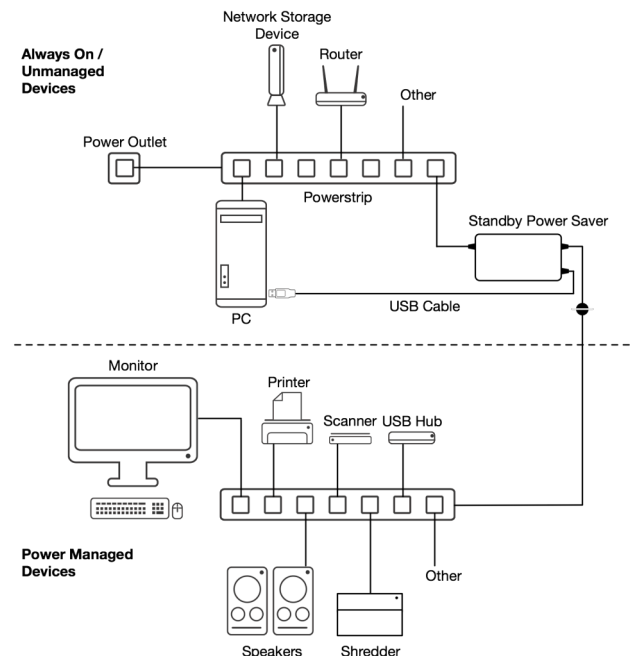 Network Storage
Device
Always On /
Unmanaged
Devices
Router
Other
Power Outlet
Powerstrip
Standby Power Saver
USB Cable
PC
Monitor
Printer
Scanner
USB Hub
Power Managed
Devices
Other
Speakers
Shredder